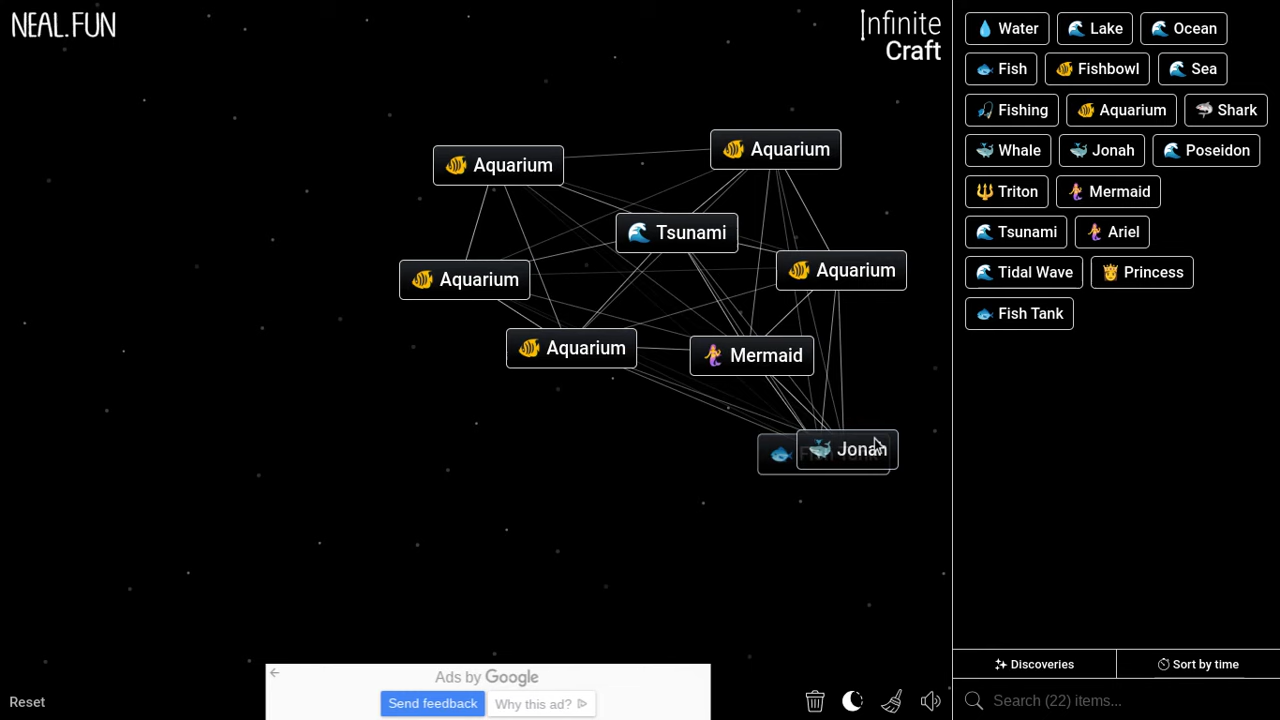 NEAL.FUN
Infinite
Craft
Aquarium
Aquarium
Tsunami
Aquarium
Aquarium
Aquarium
Mermaid
Jonah
Water
Lake
Ocean
Fish
Fishbowl
Sea
Fishing
Aquarium
Shark
Whale
Jonah
Poseidon
Triton
Mermaid
Tsunami
Ariel
Tidal Wave
Princess
Fish Tank
Discoveries
Sort by time
Search (22) items...
Ads by Google
Send feedback
Why this ad?
Reset